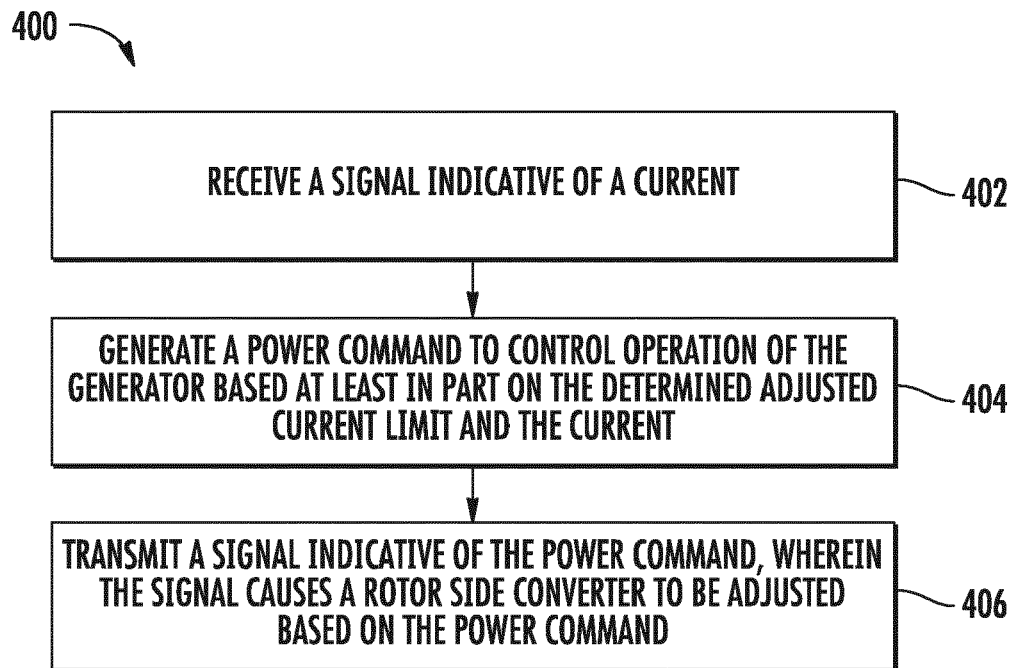 400
RECEIVE A SIGNAL INDICATIVE OF A CURRENT
402
GENERATE A POWER COMMAND TO CONTROL OPERATION OF THE
GENERATOR BASED AT LEAST IN PART ON THE DETERMINED ADJUSTED
CURRENT LIMIT AND THE CURRENT
404
TRANSMIT A SIGNAL INDICATIVE OF THE POWER COMMAND, WHEREIN
THE SIGNAL CAUSES A ROTOR SIDE CONVERTER TO BE ADJUSTED
BASED ON THE POWER COMMAND
406